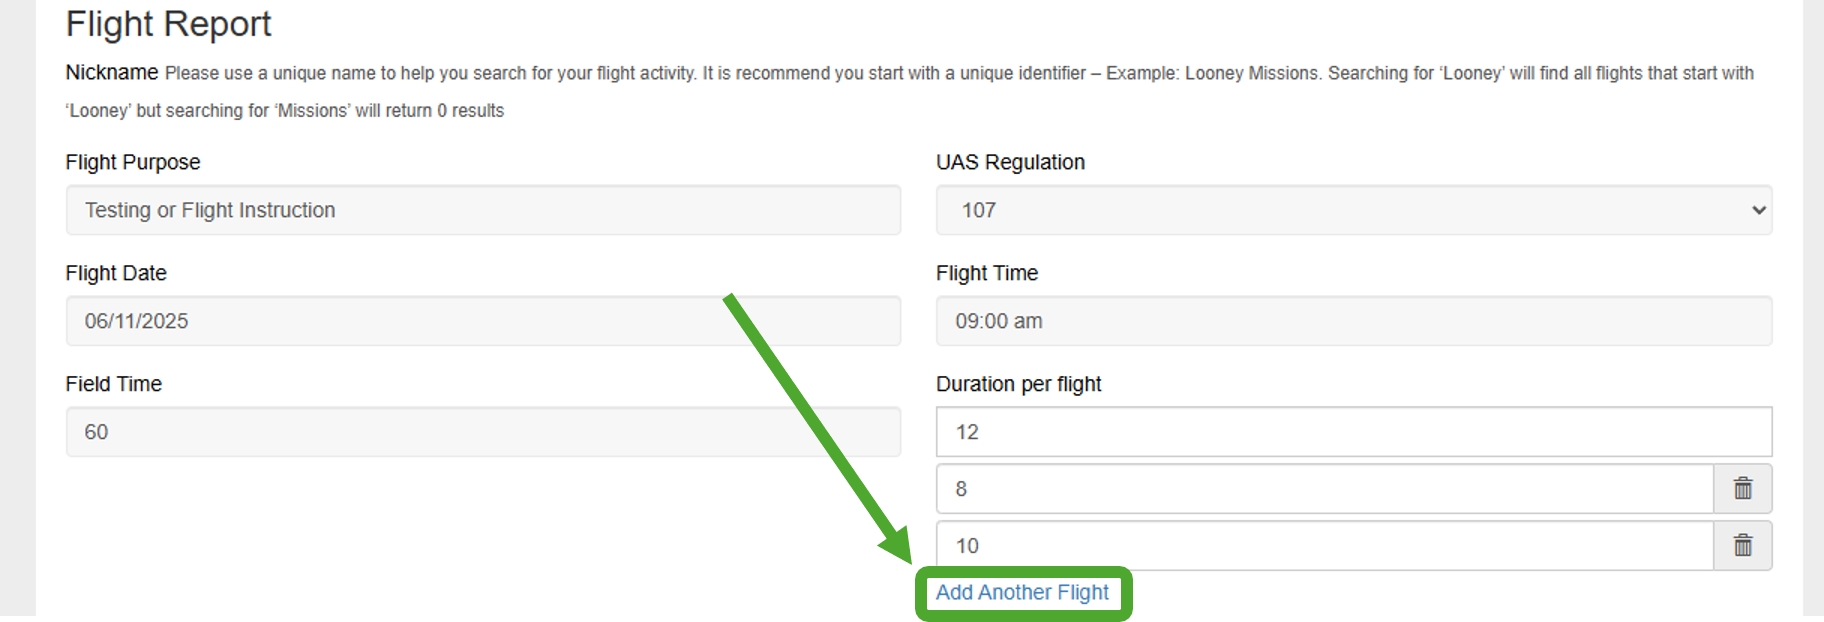 Flight Report
Nickname Please use a unique name to help you search for your flight activity. It is recommend you start with a unique identifier – Example: Looney Missions. Searching for ‘Looney’ will find all flights that start with
‘Looney’ but searching for ‘Missions’ will return 0 results
Flight Purpose
Testing or Flight Instruction
UAS Regulation
107
Flight Date
06/11/2025
Flight Time
09:00 am
Field Time
60
Duration per flight
12
8
10
Add Another Flight